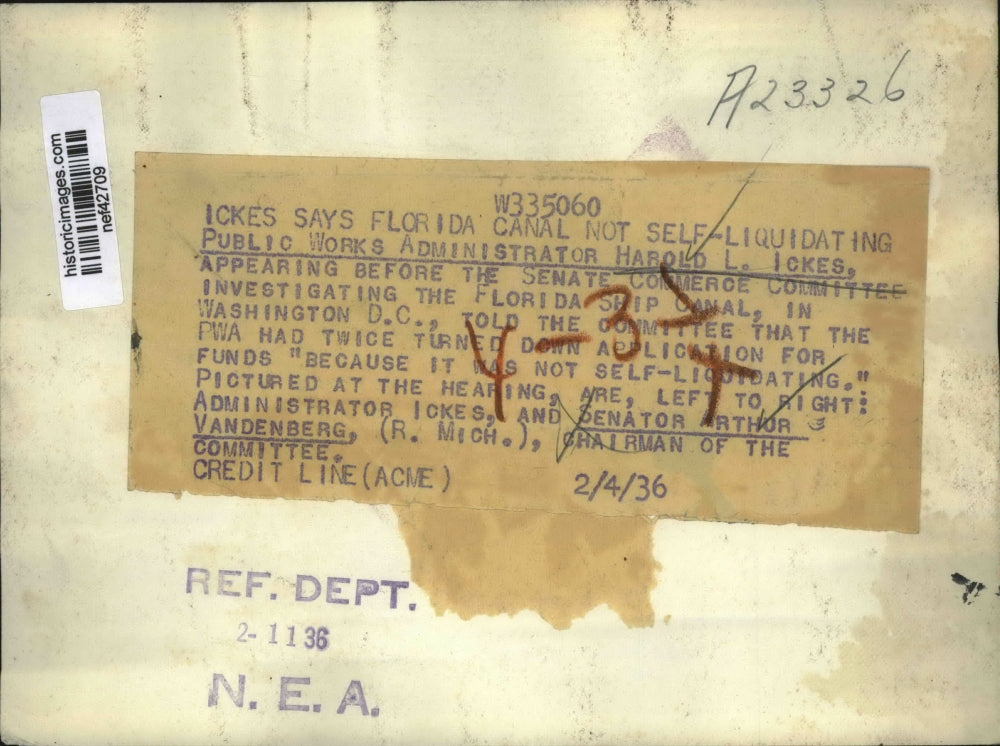 A23326
historicimages.com
nef42709
W335060
ICKES SAYS FLORIDA CANAL NOT SELF-LIQUIDATING
PUBLIC WORKS ADMINISTRATOR HAROLD L. ICKES,
APPEARING BEFORE THE SENATE COMMERCE COMMITTEE
INVESTIGATING THE FLORIDA SHIP CANAL, IN
WASHINGTON D.C., TOLD THE COMMITTEE THAT THE
PWA HAD TWICE TURNED DOWN APPLICATION FOR
FUNDS "BECAUSE IT WAS NOT SELF-LIQUIDATING."
PICTURED AT THE HEARING, ARE, LEFT TO RIGHT:
ADMINISTRATOR ICKES, AND SENATOR ARTHUR
VANDENBERG, (R. MICH.), CHAIRMAN OF THE
COMMITTEE.
CREDIT LINE(ACME) 2/4/36
REF. DEPT.
2-1136
N. E. A.